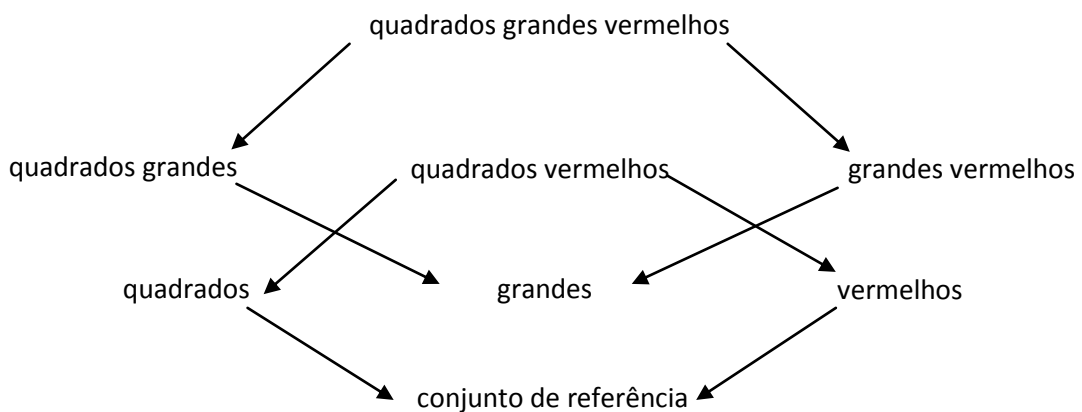 quadrados grandes vermelhos
quadrados grandes quadrados vermelhos grandes vermelhos
quadrados grandes vermelhos
conjunto de referência